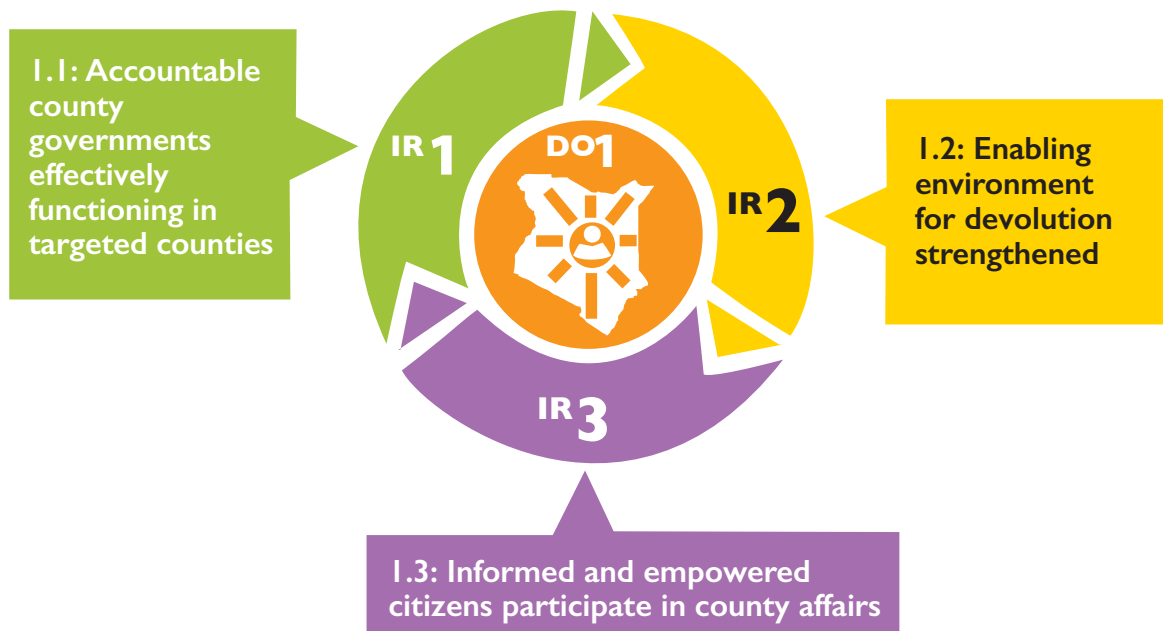 1.1: Accountable
county
governments
effectively
functioning in
targeted counties
IR 1
DO1
IR 2
1.2: Enabling
environment
for devolution
strengthened
IR 3
1.3: Informed and empowered
citizens participate in county affairs